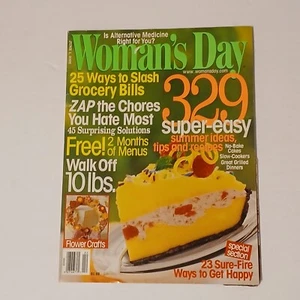 Is Alternative Medicine
Right for You?
Woman's Day
www.womansday.com
25 Ways to Slash
Grocery Bills
329
ZAP the Chores
You Hate Most
45 Surprising Solutions
super-easy
summer ideas,
tips and recipes
Free! 2 Months
of Menus
No-Bake
Cakes
Slow-Cookers
Great Grilled
Dinners
Walk Off
10 lbs.
Flower Crafts
special
section
23 Sure-Fire
Ways to Get Happy